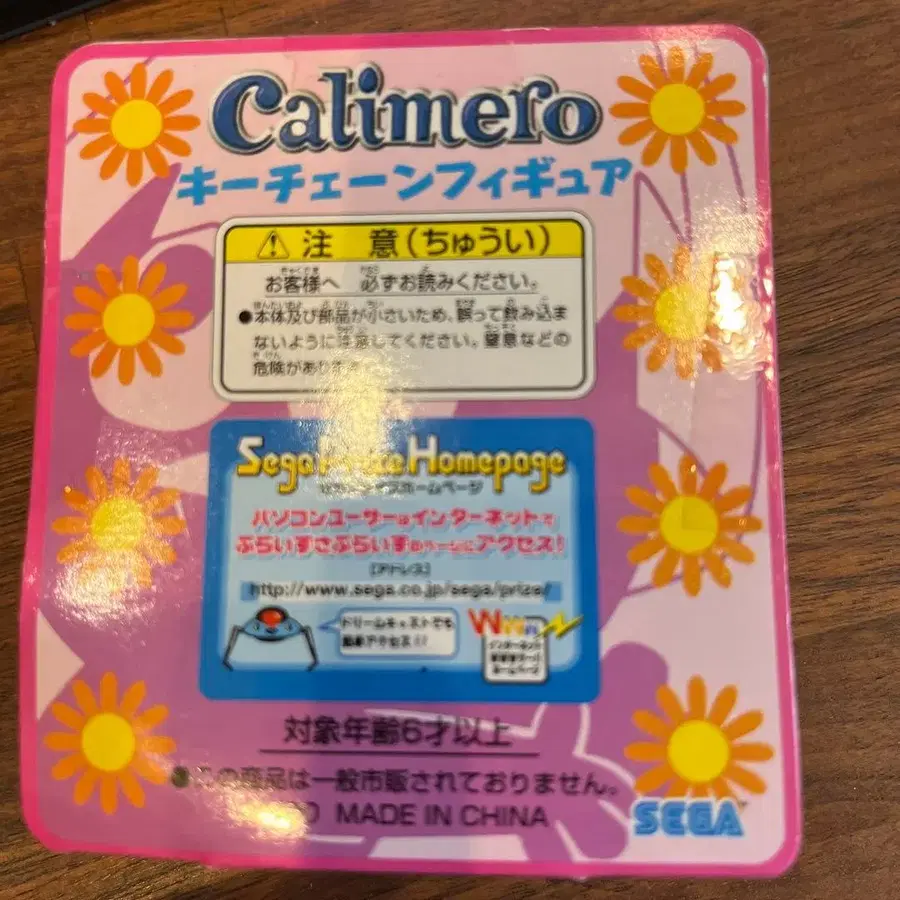 Calimero
キーチェーンフィギュア
注 意(ちゅうい)
お客様へ 必ずお読みください。
●本体及び部品が小さいため、誤って飲み込ま
ないように注意してください。窒息などの
危険があります
Sega Prize Homepage
セガプライズホームページ
パソコンユーザーはインターネットで
ぷらいずさぷらいずのページにアクセス!
[アドレス]
http://www.sega.co.jp/sega/prize/
ドリームキャストでも
簡単アクセス!!
WWW
ホームページ
対象年齢6才以上
●この商品は一般市販されておりません。
MADE IN CHINA
SEGA